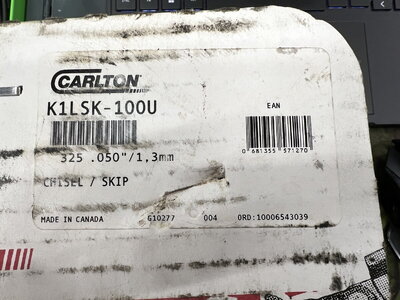 CARLTON
K1LSK-100U
EAN
0 681355 571270
325 .050"/1,3mm
CHISEL / SKIP
MADE IN CANADA G10277 004 ORD:10006543039